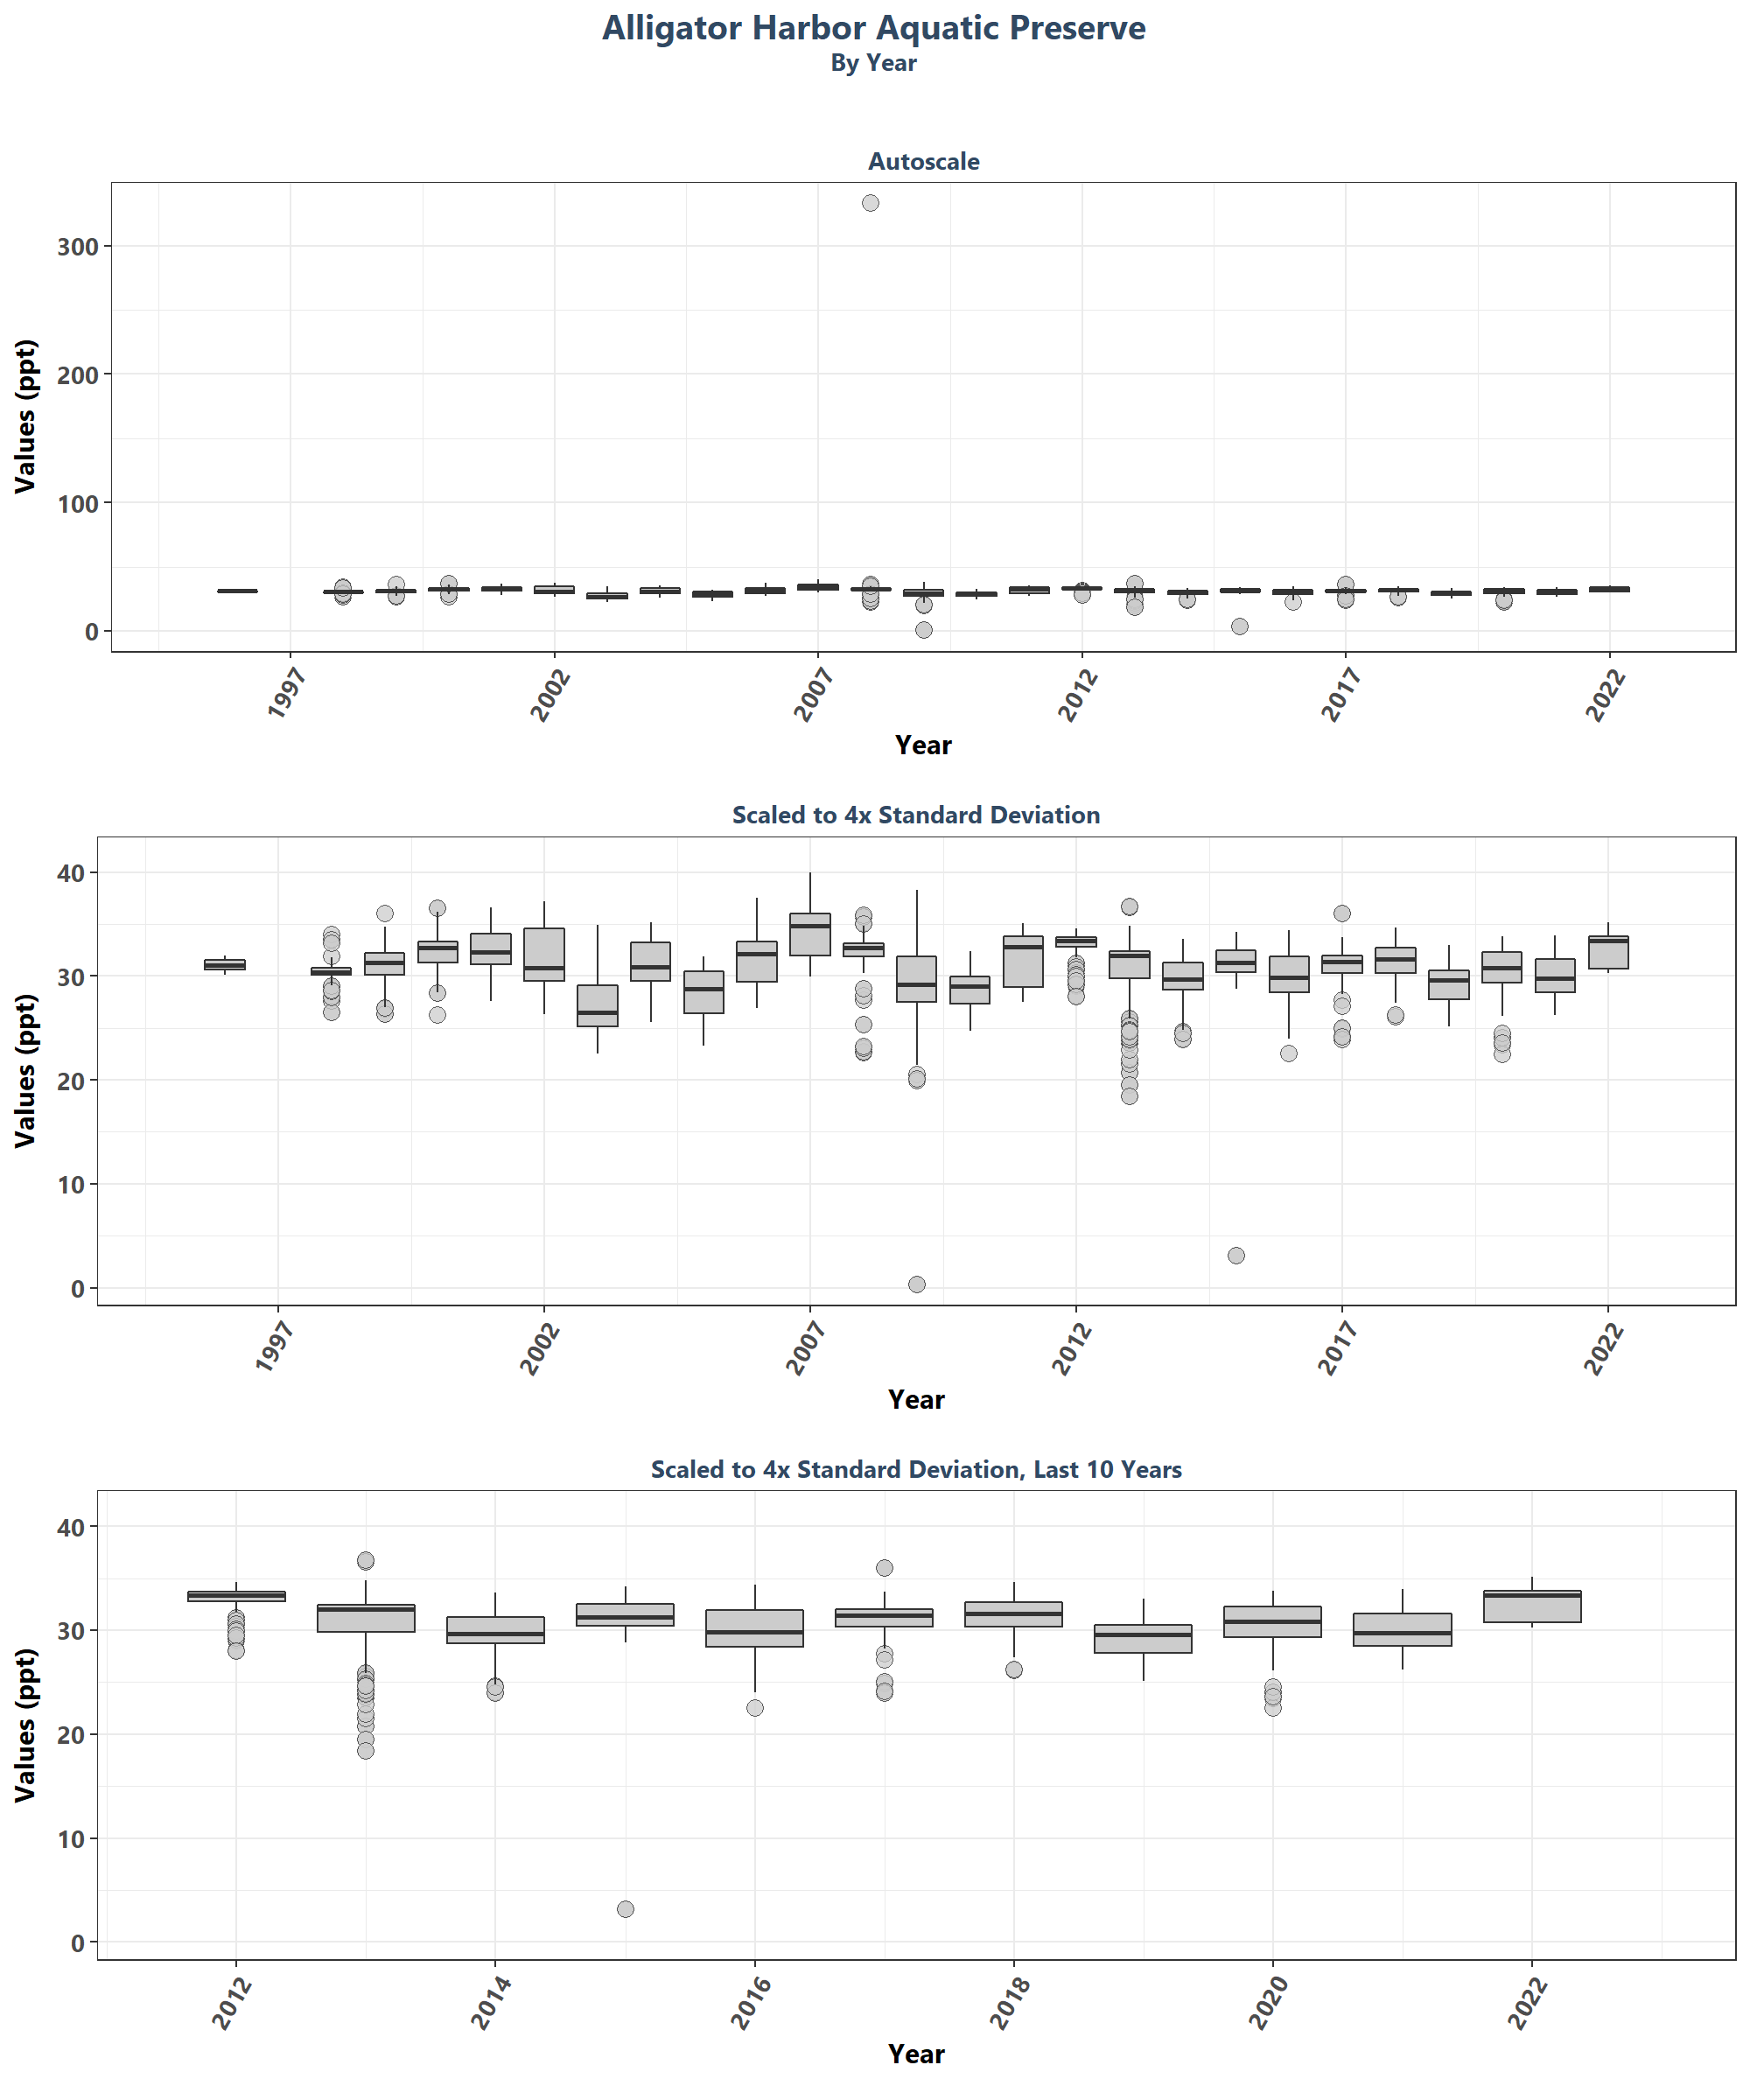 Alligator Harbor Aquatic Preserve
By Year
Autoscale
Values (ppt)
300
200
100
0
1997
2002
2007
2012
2017
2022
Year
Scaled to 4x Standard Deviation
Values (ppt)
40
30
20
10
0
1997
2002
2007
2012
2017
2022
Year
Scaled to 4x Standard Deviation, Last 10 Years
Values (ppt)
40
30
20
10
0
2012
2014
2016
2018
2020
2022
Year